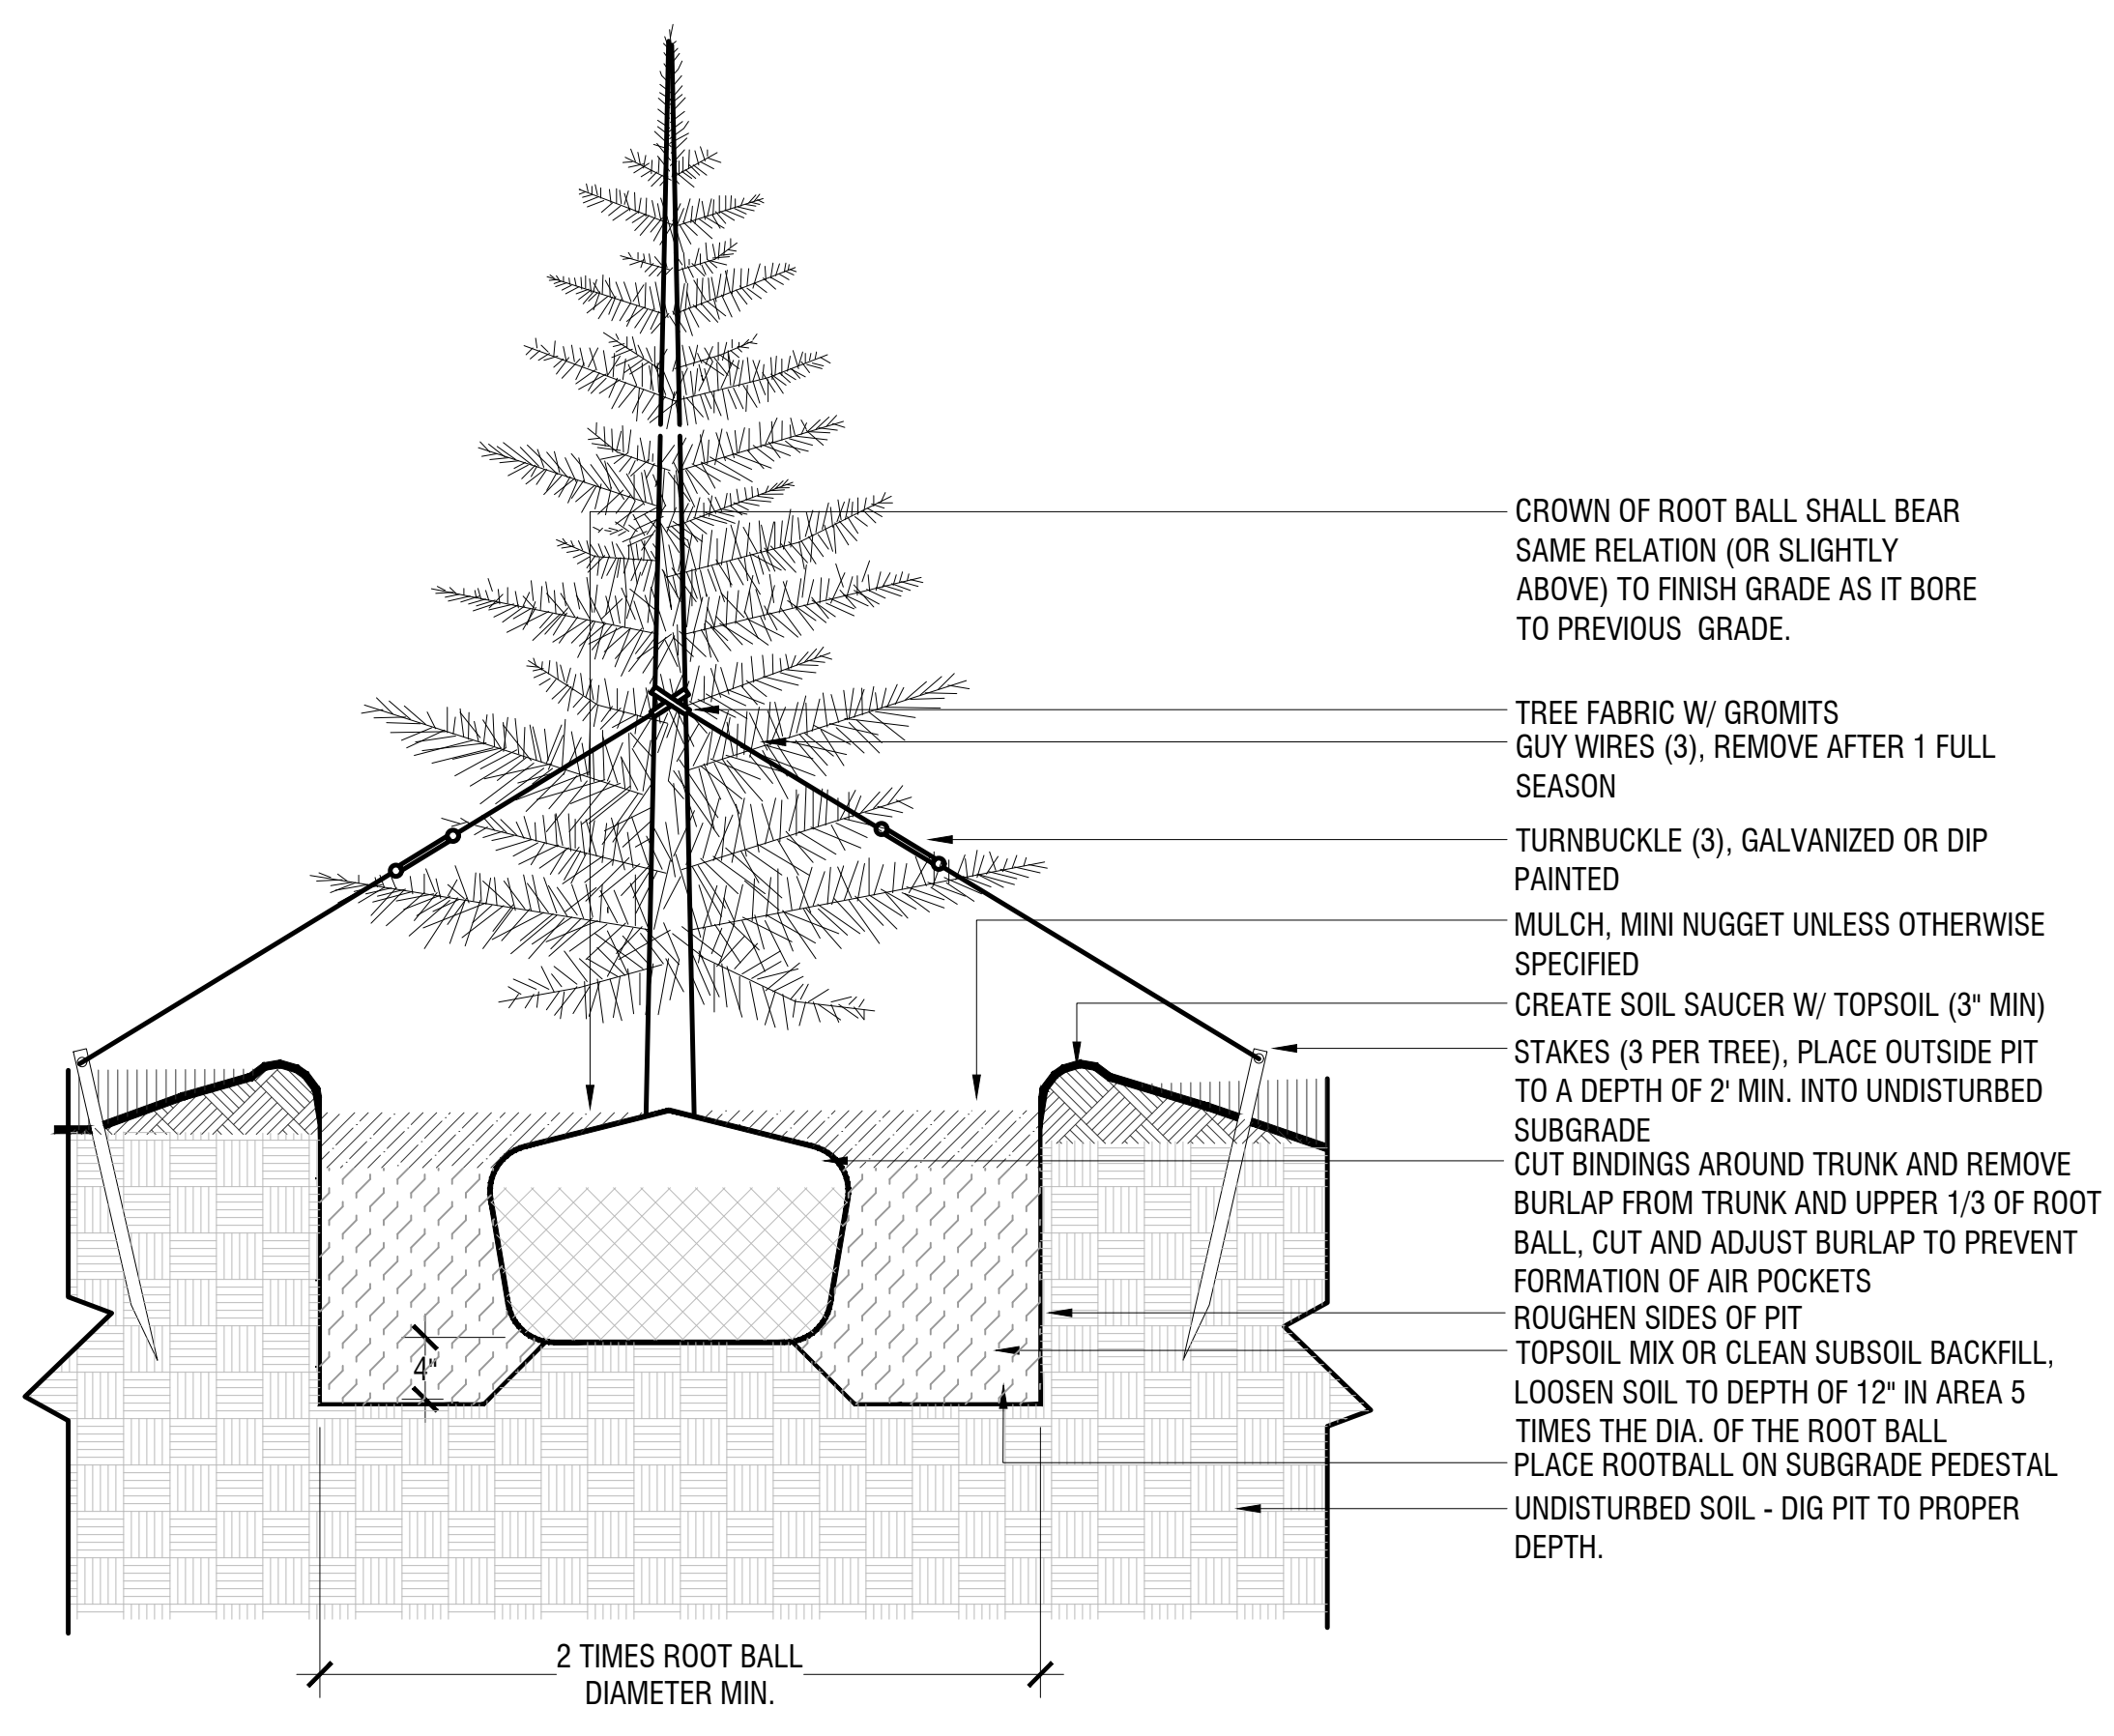 CROWN OF ROOT BALL SHALL BEAR
SAME RELATION (OR SLIGHTLY
ABOVE) TO FINISH GRADE AS IT BORE
TO PREVIOUS  GRADE.
TREE FABRIC W/ GROMITS
GUY WIRES (3), REMOVE AFTER 1 FULL
SEASON
TURNBUCKLE (3), GALVANIZED OR DIP
PAINTED
MULCH, MINI NUGGET UNLESS OTHERWISE
SPECIFIED
CREATE SOIL SAUCER W/ TOPSOIL (3" MIN)
STAKES (3 PER TREE), PLACE OUTSIDE PIT
TO A DEPTH OF 2' MIN. INTO UNDISTURBED
SUBGRADE
CUT BINDINGS AROUND TRUNK AND REMOVE
BURLAP FROM TRUNK AND UPPER 1/3 OF ROOT
BALL, CUT AND ADJUST BURLAP TO PREVENT
FORMATION OF AIR POCKETS
ROUGHEN SIDES OF PIT
TOPSOIL MIX OR CLEAN SUBSOIL BACKFILL,
LOOSEN SOIL TO DEPTH OF 12" IN AREA 5
TIMES THE DIA. OF THE ROOT BALL
PLACE ROOTBALL ON SUBGRADE PEDESTAL
UNDISTURBED SOIL - DIG PIT TO PROPER
DEPTH.
4"
2 TIMES ROOT BALL
DIAMETER MIN.